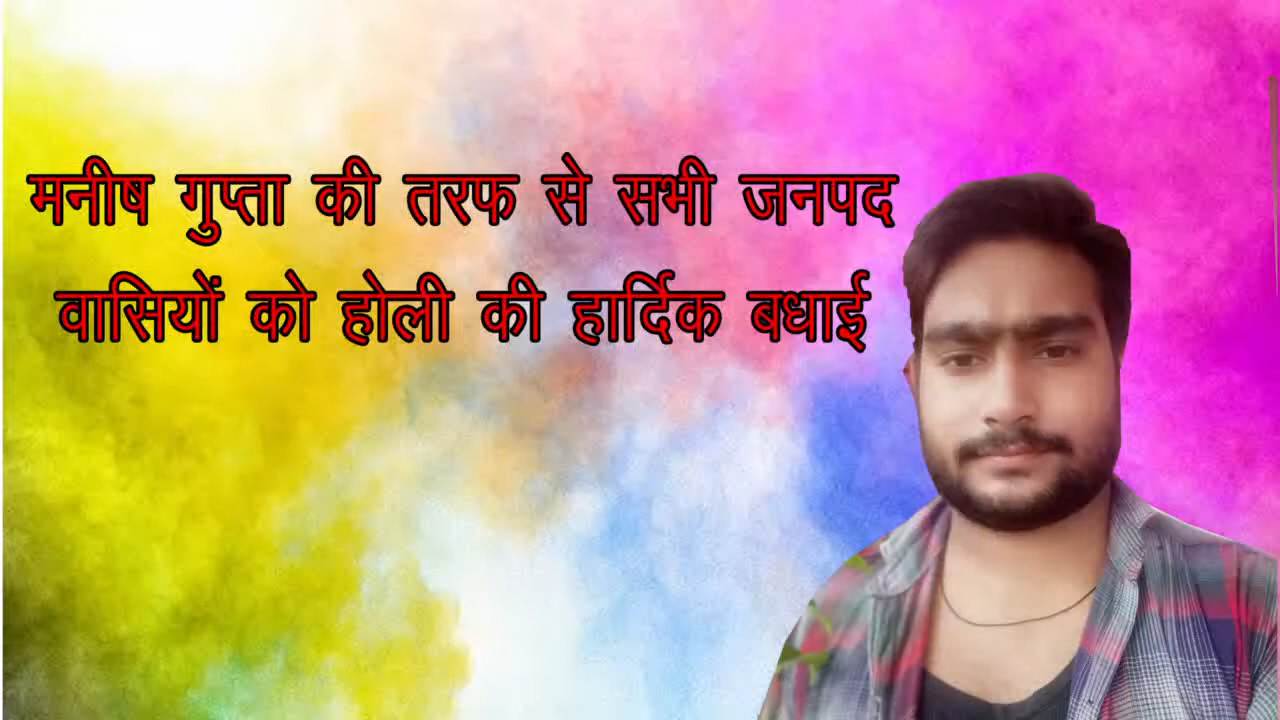 मनीष गुप्ता की तरफ से सभी जनपद
वासियों को होली की हार्दिक बधाई